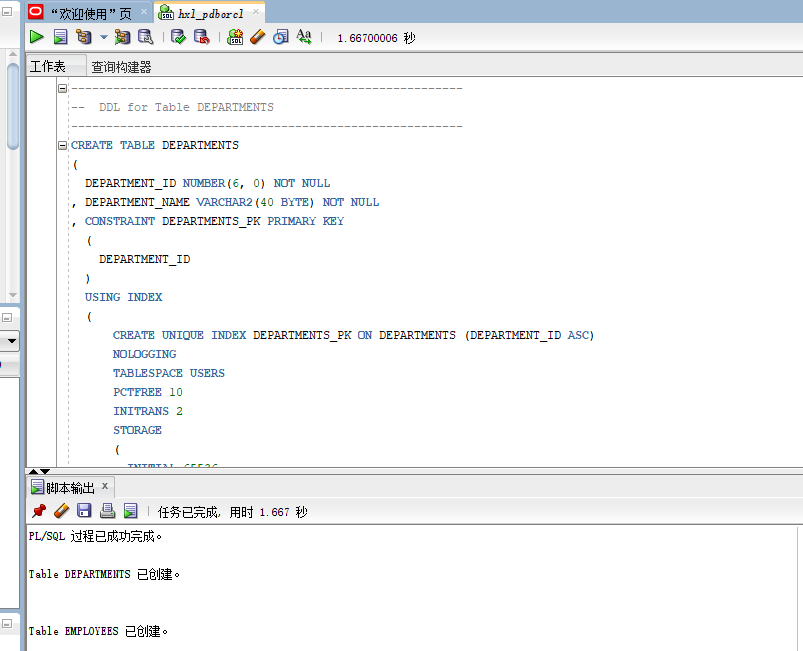 “欢迎使用”页
hxl_pdborcl
1.66700006 秒
工作表
查询构建器
------------------------------------------------------
--  DDL for Table DEPARTMENTS
------------------------------------------------------
CREATE TABLE DEPARTMENTS
(
DEPARTMENT_ID NUMBER(6, 0) NOT NULL
, DEPARTMENT_NAME VARCHAR2(40 BYTE) NOT NULL
, CONSTRAINT DEPARTMENTS_PK PRIMARY KEY
(
DEPARTMENT_ID
)
USING INDEX
(
CREATE UNIQUE INDEX DEPARTMENTS_PK ON DEPARTMENTS (DEPARTMENT_ID ASC)
NOLOGGING
TABLESPACE USERS
PCTFREE 10
INITRANS 2
STORAGE
(
INITIAL 65536
脚本输出
任务已完成, 用时 1.667 秒
PL/SQL 过程已成功完成。
Table DEPARTMENTS 已创建。
Table EMPLOYEES 已创建。